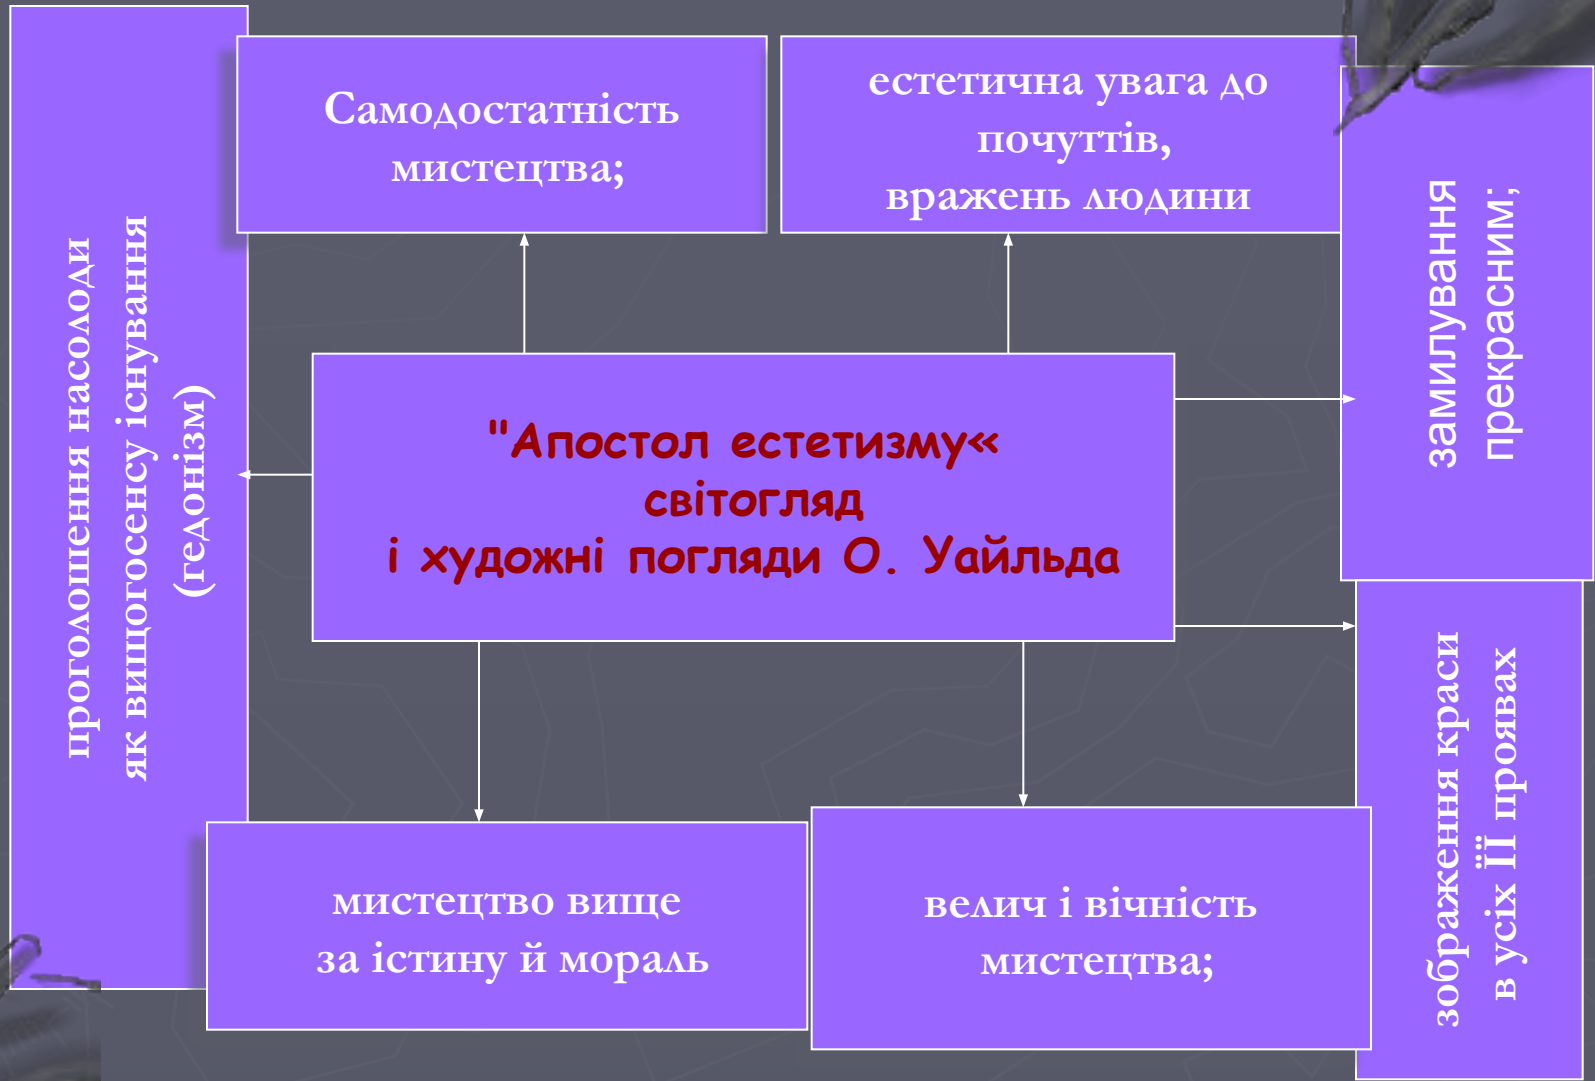 Самодостатність
мистецтва;
естетична увага до
почуттів,
вражень людини
замилування
прекрасним;
проголошення насолоди
як вищогосенсу існування
(гедонізм)
"Апостол естетизму«
світогляд
і художні погляди О. Уайльда
зображення краси
в усіх ЇЇ проявах
мистецтво вище
за істину й мораль
велич і вічність
мистецтва;